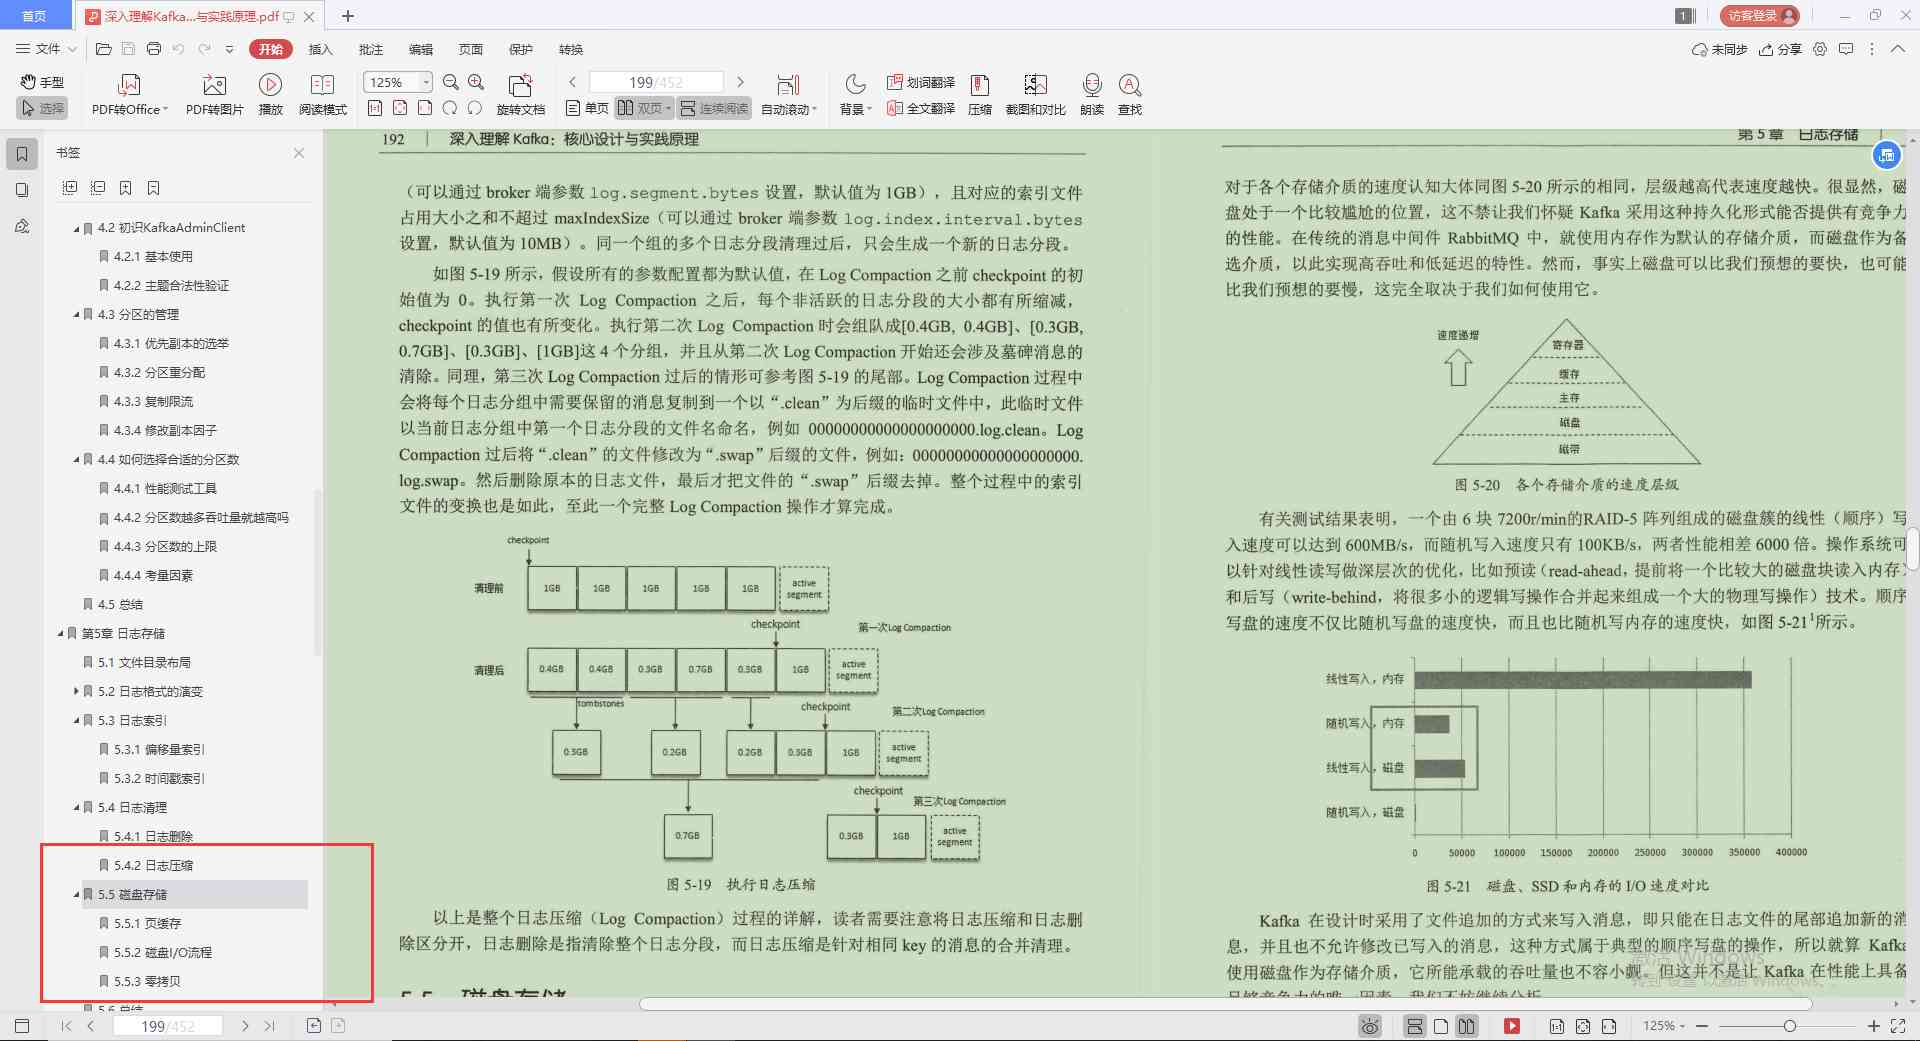 首页
深入理解Kafka...与实践原理.pdf
1
访客登录
文件
开始
插入
批注
编辑
页面
保护
转换
未同步
分享
手型
选择
PDF转Office
PDF转图片
播放
阅读模式
125%
旋转文档
199/452
单页
双页
连续阅读
自动滚动
背景
划词翻译
全文翻译
压缩
截图和对比
朗读
查找
书签
4.2 初识KafkaAdminClient
4.2.1 基本使用
4.2.2 主题合法性验证
4.3 分区的管理
4.3.1 优先副本的选举
4.3.2 分区重分配
4.3.3 复制限流
4.3.4 修改副本因子
4.4 如何选择合适的分区数
4.4.1 性能测试工具
4.4.2 分区数越多吞吐量就越高吗
4.4.3 分区数的上限
4.4.4 考量因素
4.5 总结
第5章 日志存储
5.1 文件目录布局
5.2 日志格式的演变
5.3 日志索引
5.3.1 偏移量索引
5.3.2 时间戳索引
5.4 日志清理
5.4.1 日志删除
5.4.2 日志压缩
5.5 磁盘存储
5.5.1 页缓存
5.5.2 磁盘I/O流程
5.5.3 零拷贝
5.6 总结
192 | 深入理解 Kafka：核心设计与实践原理
（可以通过 broker 端参数 log.segment.bytes 设置，默认值为 1GB），且对应的索引文件
占用大小之和不超过 maxIndexSize（可以通过 broker 端参数 log.index.interval.bytes
设置，默认值为 10MB）。同一个组的多个日志分段清理过后，只会生成一个新的日志分段。
如图 5-19 所示，假设所有的参数配置都为默认值，在 Log Compaction 之前 checkpoint 的初
始值为 0。执行第一次 Log Compaction 之后，每个非活跃的日志分段的大小都有所缩减，
checkpoint 的值也有所变化。执行第二次 Log Compaction 时会组队成[0.4GB, 0.4GB]、[0.3GB,
0.7GB]、[0.3GB]、[1GB]这 4 个分组，并且从第二次 Log Compaction 开始还会涉及墓碑消息的
清除。同理，第三次 Log Compaction 过后的情形可参考图 5-19 的尾部。Log Compaction 过程中
会将每个日志分组中需要保留的消息复制到一个以“.clean”为后缀的临时文件中，此临时文件
以当前日志分组中第一个日志分段的文件名命名，例如 00000000000000000000.log.clean。Log
Compaction 过后将“.clean”的文件修改为“.swap”后缀的文件，例如：00000000000000000000.
log.swap。然后删除原本的日志文件，最后才把文件的“.swap”后缀去掉。整个过程中的索引
文件的变换也是如此，至此一个完整 Log Compaction 操作才算完成。
checkpoint
清理前
1GB 1GB 1GB 1GB 1GB active segment
checkpoint 第一次Log Compaction
清理后
0.4GB 0.4GB 0.3GB 0.7GB 0.3GB 1GB active segment
tombstones
checkpoint 第二次Log Compaction
0.3GB 0.2GB 0.2GB 0.3GB 1GB active segment
checkpoint 第三次Log Compaction
0.7GB 0.3GB 1GB active segment
图 5-19 执行日志压缩
以上是整个日志压缩（Log Compaction）过程的详解，读者需要注意将日志压缩和日志删
除区分开，日志删除是指清除整个日志分段，而日志压缩是针对相同 key 的消息的合并清理。
5.5 磁盘存储
第 5 章 日志存储 |
对于各个存储介质的速度认知大体同图 5-20 所示的相同，层级越高代表速度越快。很显然，磁
盘处于一个比较尴尬的位置，这不禁让我们怀疑 Kafka 采用这种持久化形式能否提供有竞争力
的性能。在传统的消息中间件 RabbitMQ 中，就使用内存作为默认的存储介质，而磁盘作为备
选介质，以此实现高吞吐和低延迟的特性。然而，事实上磁盘可以比我们预想的要快，也可能
比我们预想的要慢，这完全取决于我们如何使用它。
速度递增
寄存器
缓存
主存
磁盘
磁带
图 5-20 各个存储介质的速度层级
有关测试结果表明，一个由 6 块 7200r/min的RAID-5 阵列组成的磁盘簇的线性（顺序）写
入速度可以达到 600MB/s，而随机写入速度只有 100KB/s，两者性能相差 6000 倍。操作系统可
以针对线性读写做深层次的优化，比如预读（read-ahead，提前将一个比较大的磁盘块读入内存）
和后写（write-behind，将很多小的逻辑写操作合并起来组成一个大的物理写操作）技术。顺序
写盘的速度不仅比随机写盘的速度快，而且也比随机写内存的速度快，如图 5-21¹所示。
线性写入，内存
随机写入，内存
线性写入，磁盘
随机写入，磁盘
0 50000 100000 150000 200000 250000 300000 350000 400000
图 5-21 磁盘、SSD 和内存的 I/O 速度对比
Kafka 在设计时采用了文件追加的方式来写入消息，即只能在日志文件的尾部追加新的消
息，并且也不允许修改已写入的消息，这种方式属于典型的顺序写盘的操作，所以就算 Kafka
使用磁盘作为存储介质，它所能承载的吞吐量也不容小觑。但这并不是让 Kafka 在性能上具备
足够竞争力的唯一因素，我们不妨继续分析。
激活 Windows
转到"设置"以激活 Windows。
199/452
125%